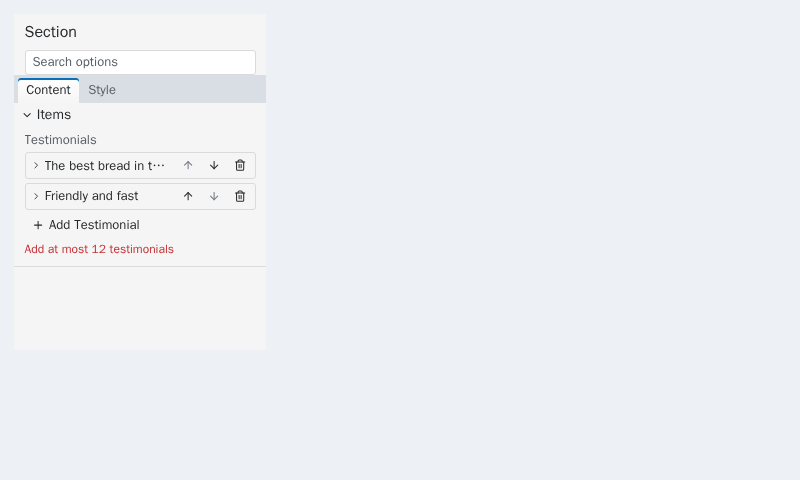 Section
Search options
Content Style
Items
Testimonials
The best bread in t···
Friendly and fast
Add Testimonial
Add at most 12 testimonials